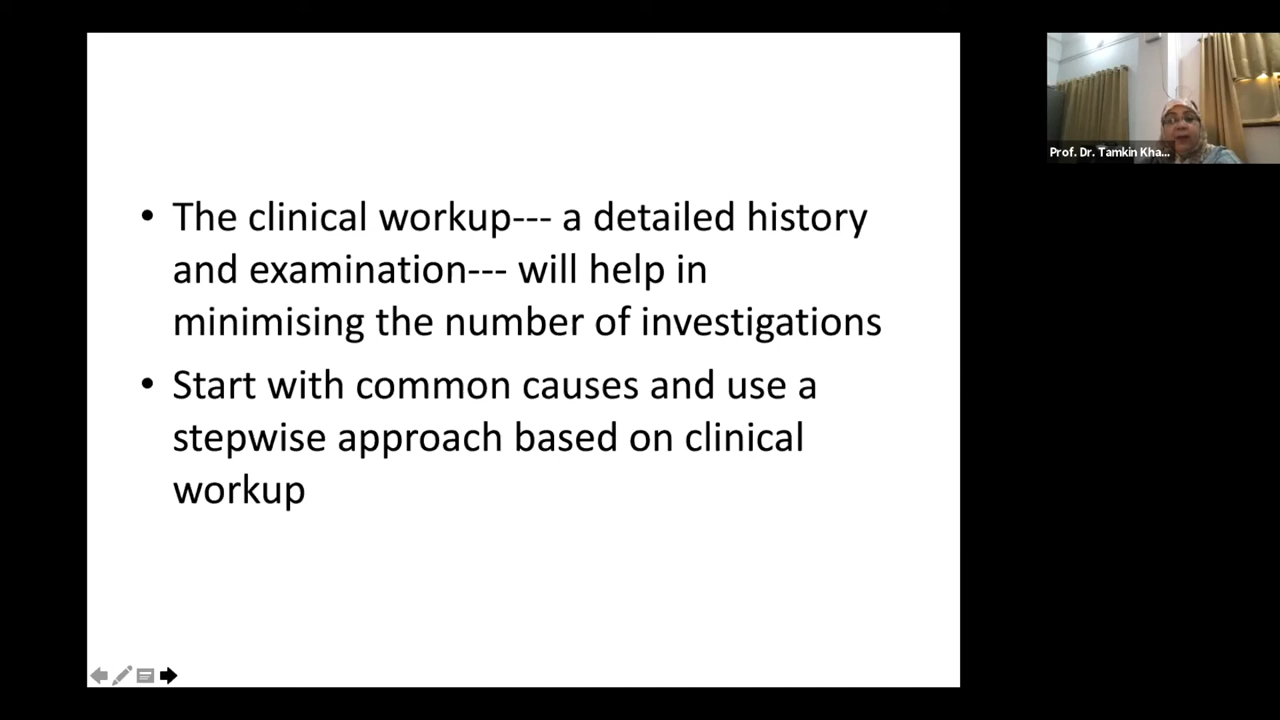 • The clinical workup--- a detailed history
and examination--- will help in
minimising the number of investigations
• Start with common causes and use a
stepwise approach based on clinical
workup
Prof. Dr. Tamkin Kha...